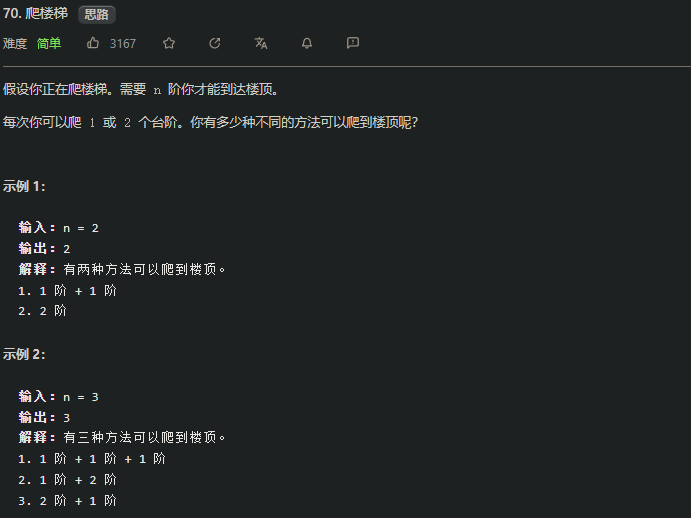 70. 爬楼梯 思路
难度 简单 3167
假设你正在爬楼梯。需要 n 阶你才能到达楼顶。
每次你可以爬 1 或 2 个台阶。你有多少种不同的方法可以爬到楼顶呢?
示例 1:
输入: n = 2
输出: 2
解释: 有两种方法可以爬到楼顶。
1. 1 阶 + 1 阶
2. 2 阶
示例 2:
输入: n = 3
输出: 3
解释: 有三种方法可以爬到楼顶。
1. 1 阶 + 1 阶 + 1 阶
2. 1 阶 + 2 阶
3. 2 阶 + 1 阶